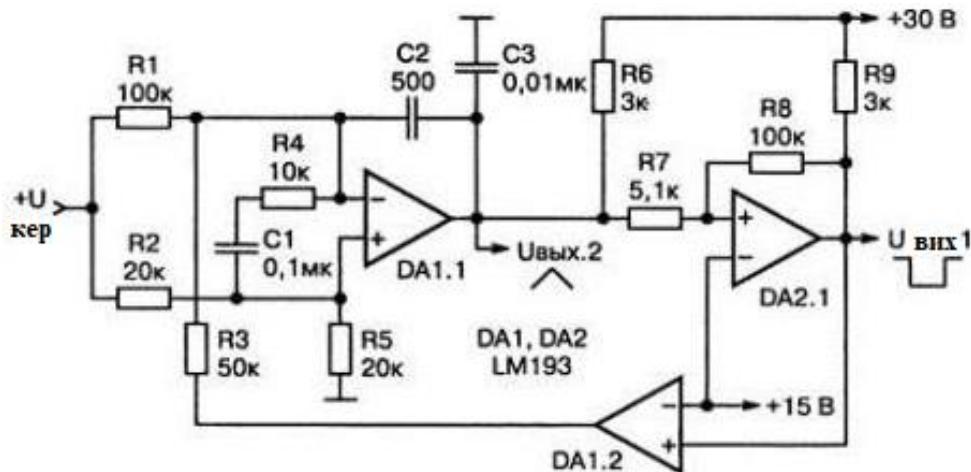 R1
100к
C2
500
C3
0,01мк
R6
3к
+30 В
R9
3к
R8
100к
R4
10к
R7
5,1к
+U
кер
R2
20к
C1
0,1мк
−
+
DA1.1
Uвых.2
+
−
DA2.1
U вих 1
R3
50к
R5
20к
DA1, DA2
LM193
−
+
+15 В
DA1.2